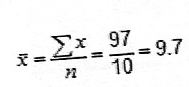 x̄ = ∑x / n = 97 / 10 = 9.7